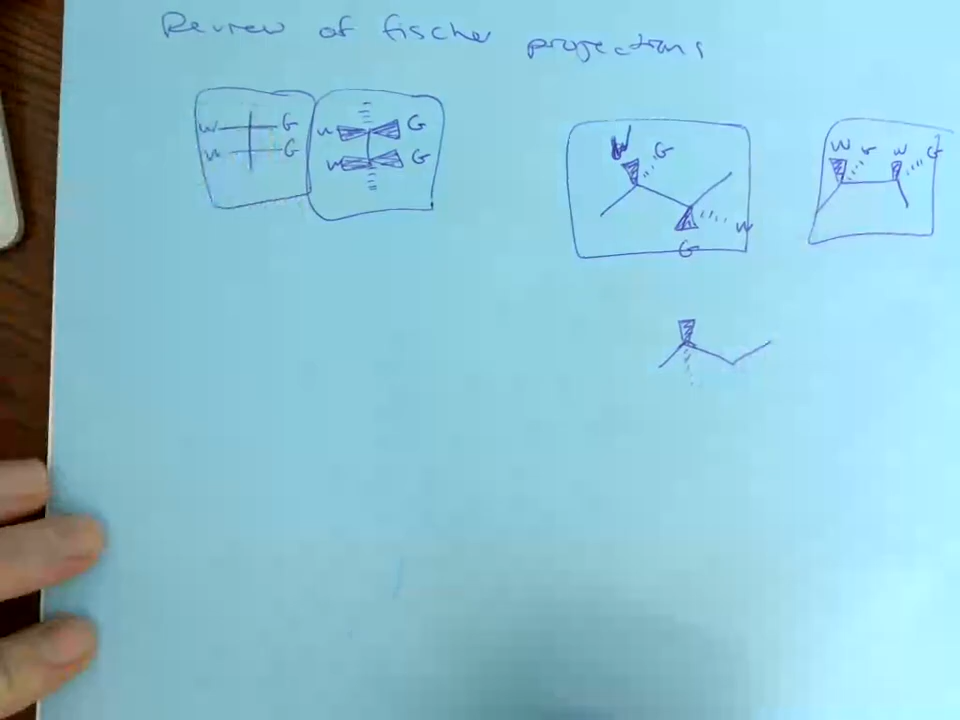 Review of fischer projections
W G
W G
W G
W G
W G
W
G
W G W G